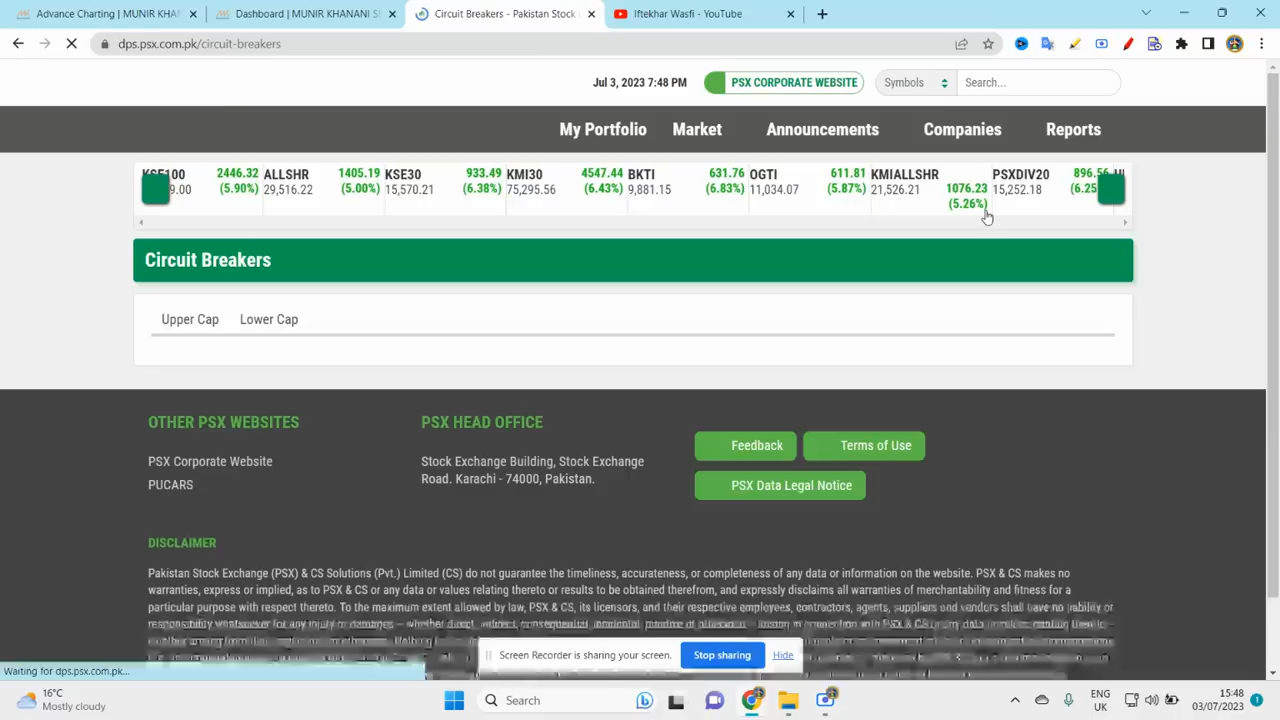 Advance Charting | MUNIR KHAN
Dashboard | MUNIR KHANANI S
Circuit Breakers - Pakistan Stock
Iftekhar Wasfi - YouTube
dps.psx.com.pk/circuit-breakers
Jul 3, 2023 7:48 PM
PSX CORPORATE WEBSITE
Symbols
Search...
My Portfolio Market Announcements Companies Reports
KSE100 2446.32 ALLSHR 1405.19 KSE30 933.49 KMI30 4547.44 BKTI 631.76 OGTI 611.81 KMIALLSHR PSXDIV20 896.56
9.00 (5.90%) 29,516.22 (5.00%) 15,570.21 (6.38%) 75,295.56 (6.43%) 9,881.15 (6.83%) 11,034.07 (5.87%) 21,526.21 1076.23 15,252.18 (6.25
(5.26%)
Circuit Breakers
Upper Cap Lower Cap
OTHER PSX WEBSITES
PSX Corporate Website
PUCARS
PSX HEAD OFFICE
Stock Exchange Building, Stock Exchange
Road. Karachi - 74000, Pakistan.
Feedback
Terms of Use
PSX Data Legal Notice
DISCLAIMER
Pakistan Stock Exchange (PSX) & CS Solutions (Pvt.) Limited (CS) do not guarantee the timeliness, accurateness, or completeness of any data or information on the website. PSX & CS makes no
warranties, express or implied, as to PSX & CS or any data or values relating thereto or results to be obtained therefrom, and expressly disclaims all warranties of merchantability and fitness for a
particular purpose with respect thereto. To the maximum extent allowed by law, PSX & CS, its licensors, and their respective employees, contractors, agents, suppliers and vendors shall have no liability or
Screen Recorder is sharing your screen.
Stop sharing
Hide
Waiting for dps.psx.com.pk...
16°C
Mostly cloudy
Search
ENG
UK
15:48
03/07/2023
1